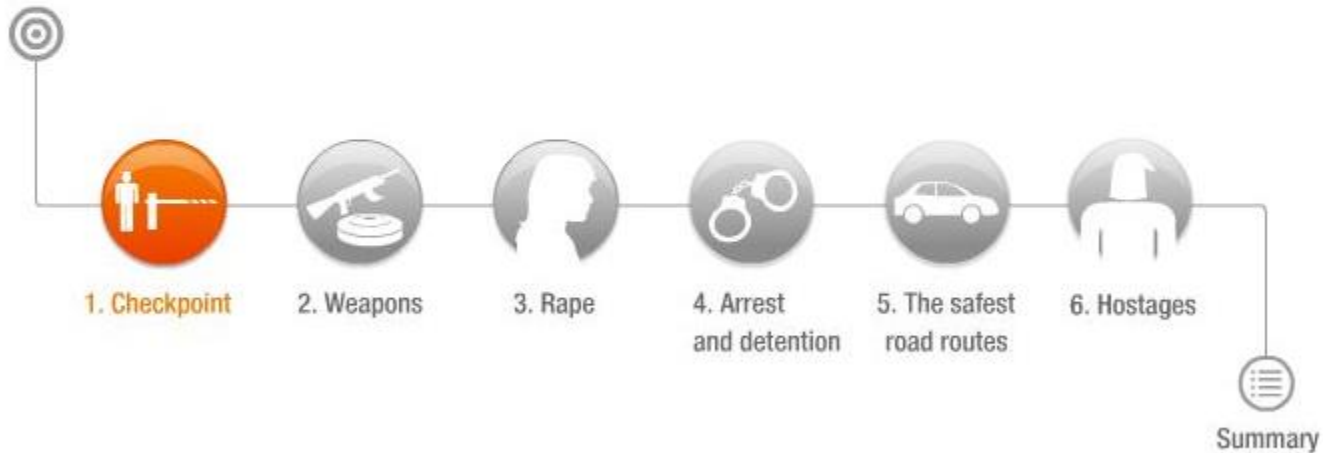 1. Checkpoint
2. Weapons
3. Rape
4. Arrest
and detention
5. The safest
road routes
6. Hostages
Summary